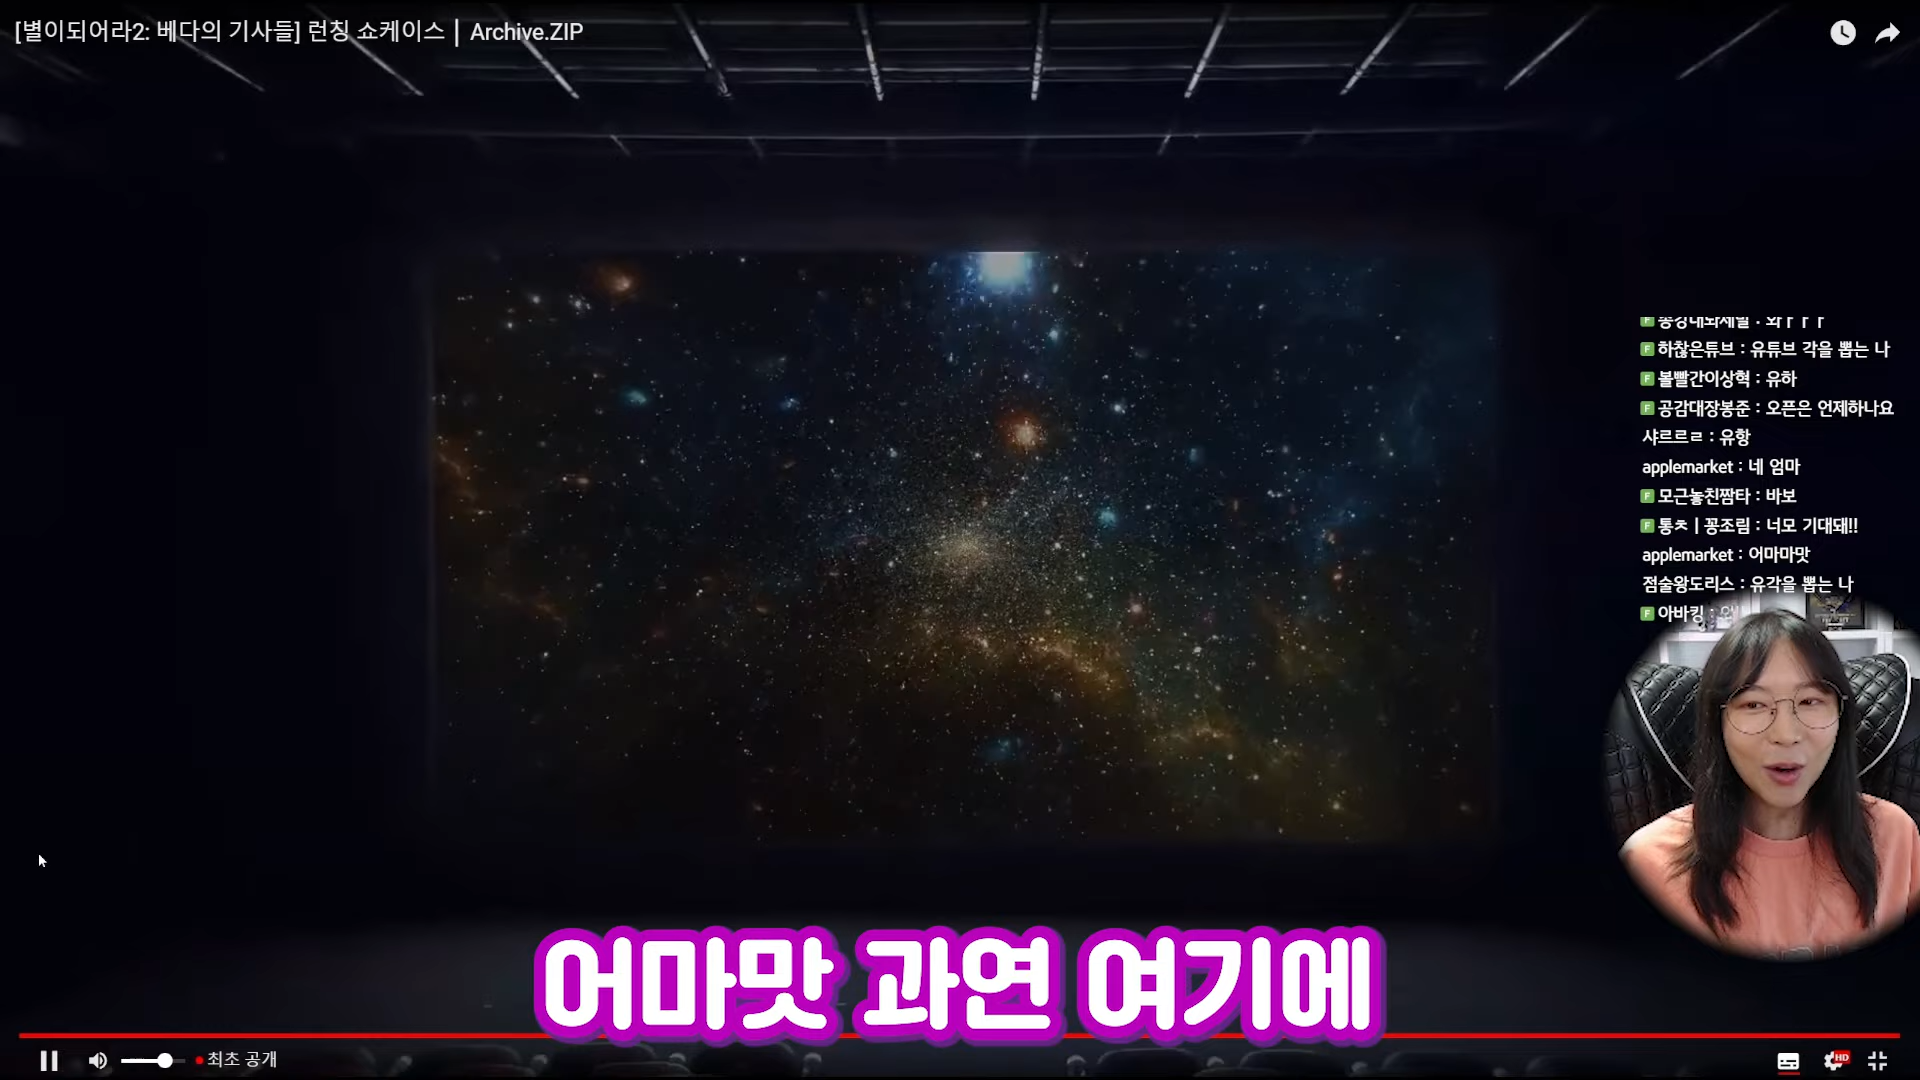 [별이되어라2: 베다의 기사들] 런칭 쇼케이스 | Archive.ZIP
하찮은튜브 : 유튜브 각을 뽑는 나
볼빨간이상혁 : 유하
공감대장봉준 : 오픈은 언제하나요
샤르르ㄹ : 유항
applemarket : 네 엄마
모근놓친짬타 : 바보
통ㅊ | 꽁조림 : 너모 기대돼!!
applemarket : 어마마맛
점술왕도리스 : 유각을 뽑는 나
아바킹 :
어마맛 과연 여기에
최초 공개
HD